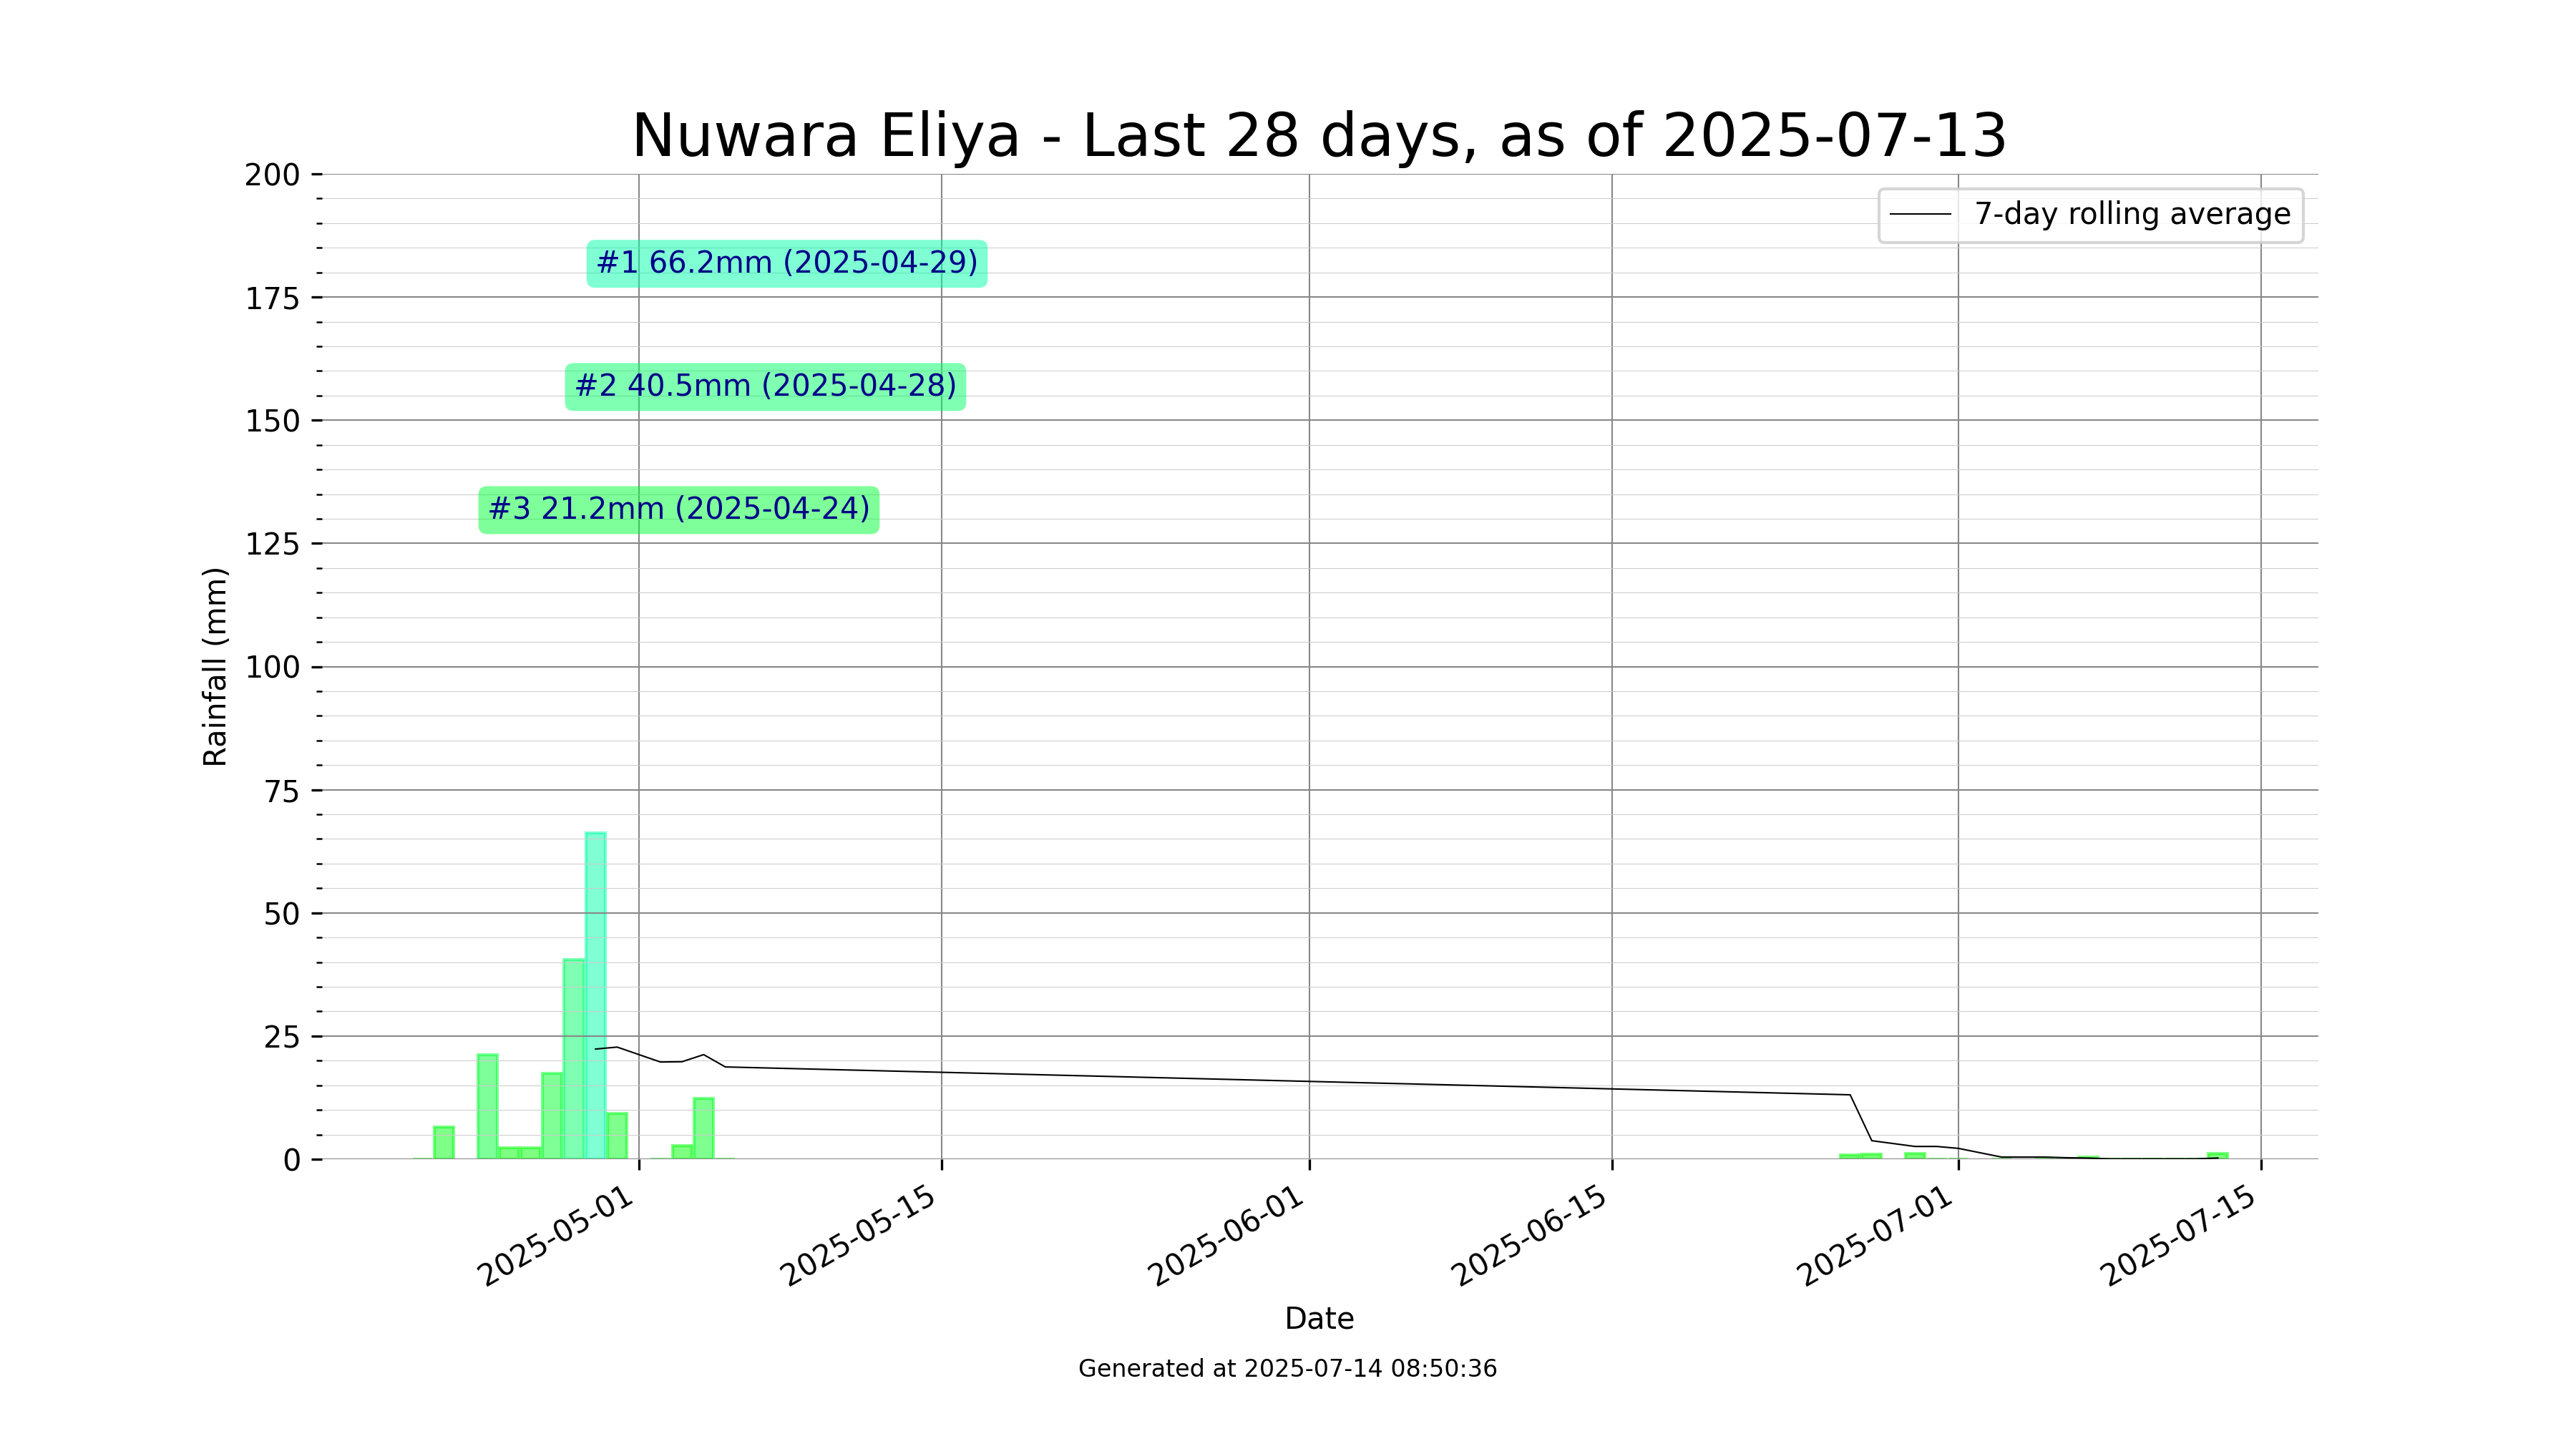 Nuwara Eliya - Last 28 days, as of 2025-07-13
7-day rolling average
#1 66.2mm (2025-04-29)
#2 40.5mm (2025-04-28)
#3 21.2mm (2025-04-24)
Rainfall (mm)
200
175
150
125
100
75
50
25
0
2025-05-01
2025-05-15
2025-06-01
2025-06-15
2025-07-01
2025-07-15
Date
Generated at 2025-07-14 08:50:36